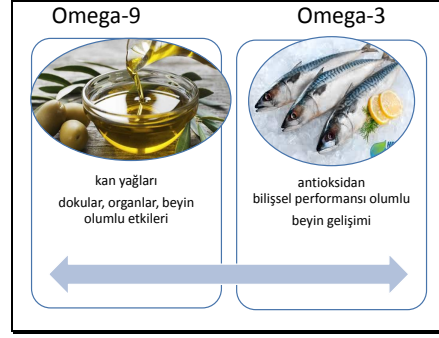 Omega-9
Omega-3
kan yağları
dokular, organlar, beyin
olumlu etkileri
antioksidan
bilişsel performansı olumlu
beyin gelişimi